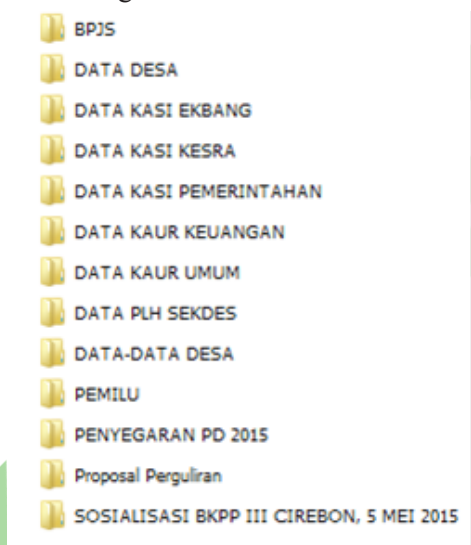 BPJS
DATA DESA
DATA KASI EKBANG
DATA KASI KESRA
DATA KASI PEMERINTAHAN
DATA KAUR KEUANGAN
DATA KAUR UMUM
DATA PLH SEKDES
DATA-DATA DESA
PEMILU
PENYEGARAN PD 2015
Proposal Perguliran
SOSIALISASI BKPP III CIREBON, 5 MEI 2015